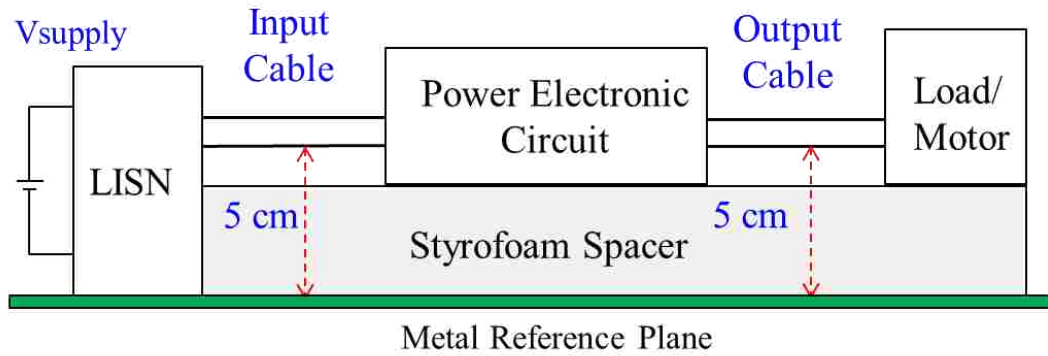 Vsupply
Input
Cable
Output
Cable
LISN
Power Electronic
Circuit
Load/
Motor
5 cm
5 cm
Styrofoam Spacer
Metal Reference Plane